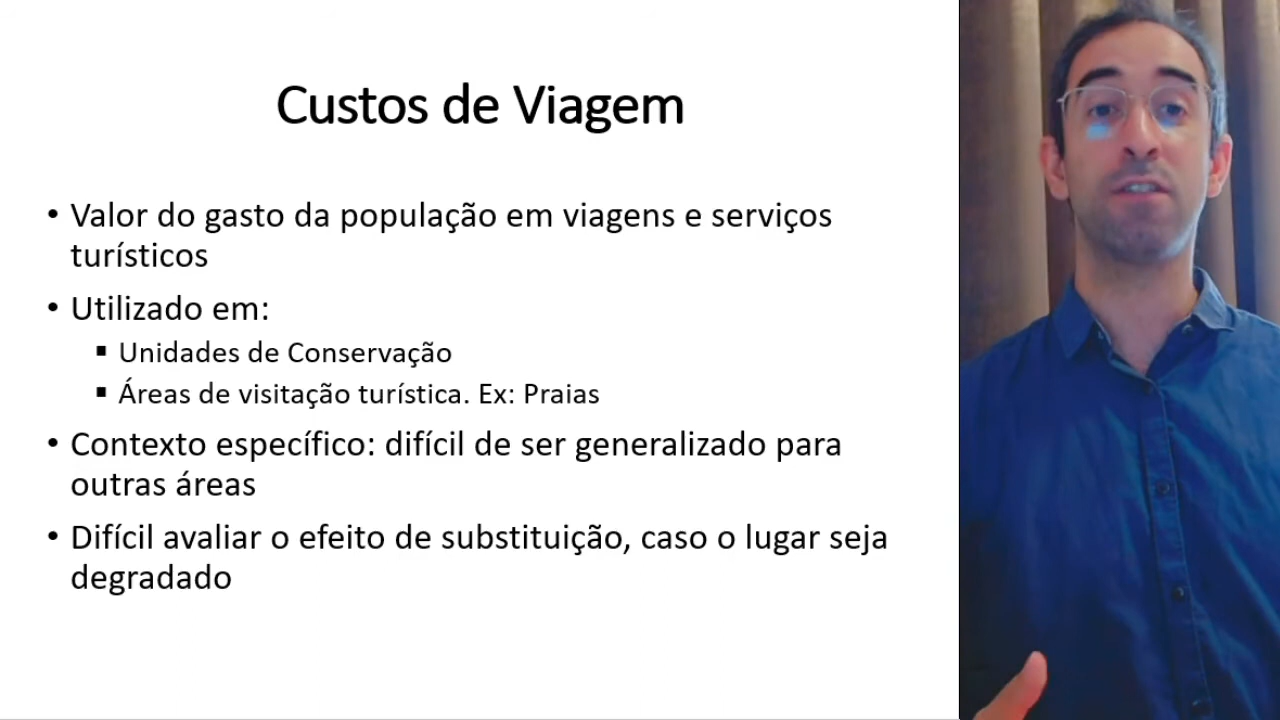 Custos de Viagem
• Valor do gasto da população em viagens e serviços
turísticos
• Utilizado em:
▪ Unidades de Conservação
▪ Áreas de visitação turística. Ex: Praias
• Contexto específico: difícil de ser generalizado para
outras áreas
• Difícil avaliar o efeito de substituição, caso o lugar seja
degradado